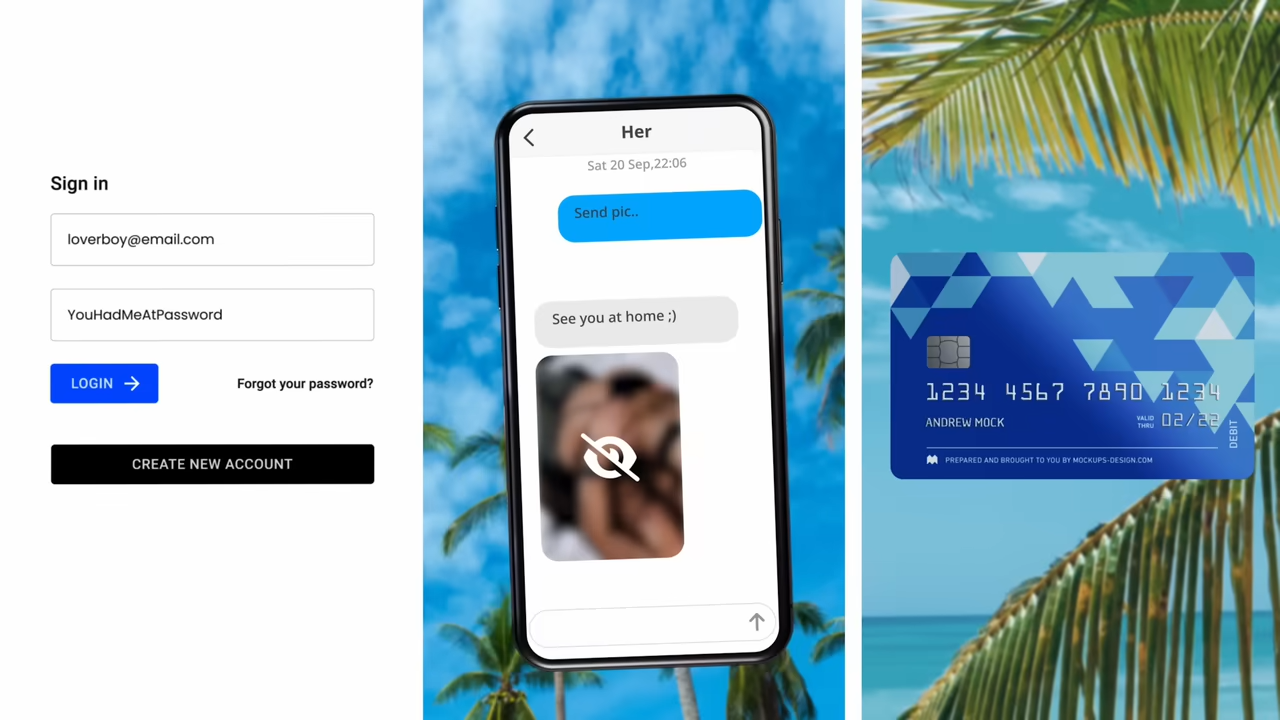 Sign in
loverboy@email.com
YouHadMeAtPassword
LOGIN
Forgot your password?
CREATE NEW ACCOUNT
Her
Sat 20 Sep,22:06
Send pic..
See you at home ;)
1234 4567 7890 1234
ANDREW MOCK
VALID THRU 02/22
DEBIT
PREPARED AND BROUGHT TO YOU BY MOCKUPS-DESIGN.COM